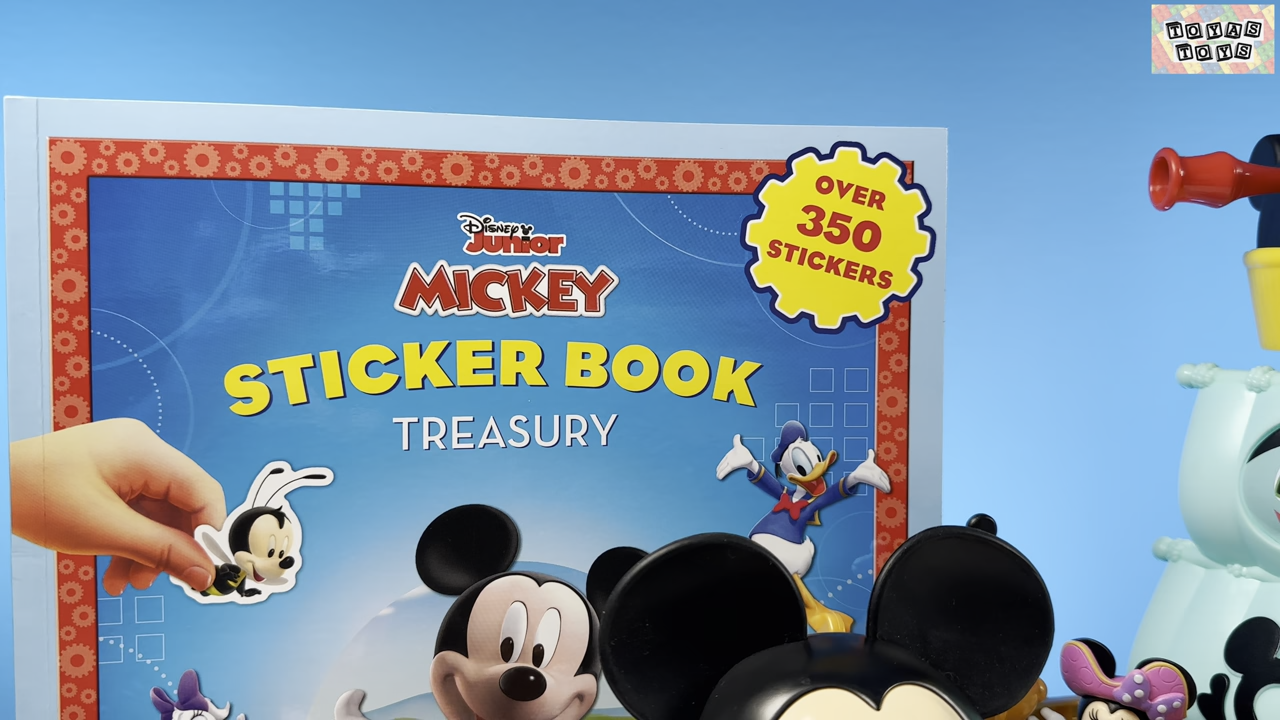 TOYAS
TOYS
OVER
350
STICKERS
Disney
Junior
MICKEY
STICKER BOOK
TREASURY